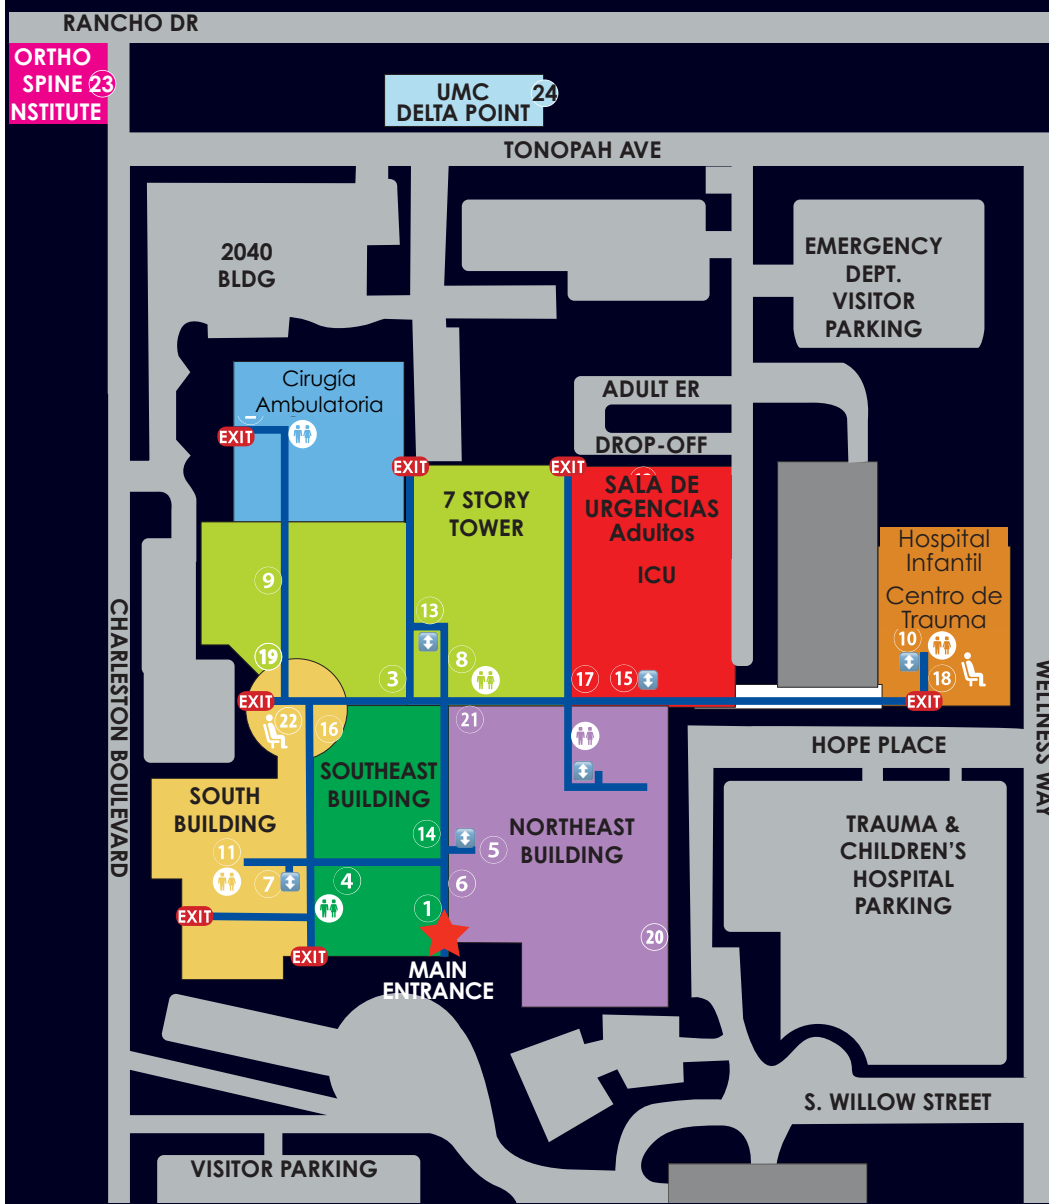 RANCHO DR
ORTHO
SPINE 23
NSTITUTE
UMC 24
DELTA POINT
TONOPAH AVE
2040
BLDG
EMERGENCY
DEPT.
VISITOR
PARKING
Cirugía
Ambulatoria
EXIT
ADULT ER
DROP-OFF
EXIT
EXIT
7 STORY
TOWER
SALA DE
URGENCIAS
Adultos
ICU
Hospital
Infantil
Centro de
Trauma
9
13
10
19
8
3
17
15
18
EXIT
EXIT
22
16
21
CHARLESTON BOULEVARD
WELLNESS WAY
HOPE PLACE
SOUTHEAST
BUILDING
SOUTH
BUILDING
NORTHEAST
BUILDING
TRAUMA &
CHILDREN'S
HOSPITAL
PARKING
14
11
5
7
4
6
1
EXIT
20
EXIT
MAIN
ENTRANCE
S. WILLOW STREET
VISITOR PARKING